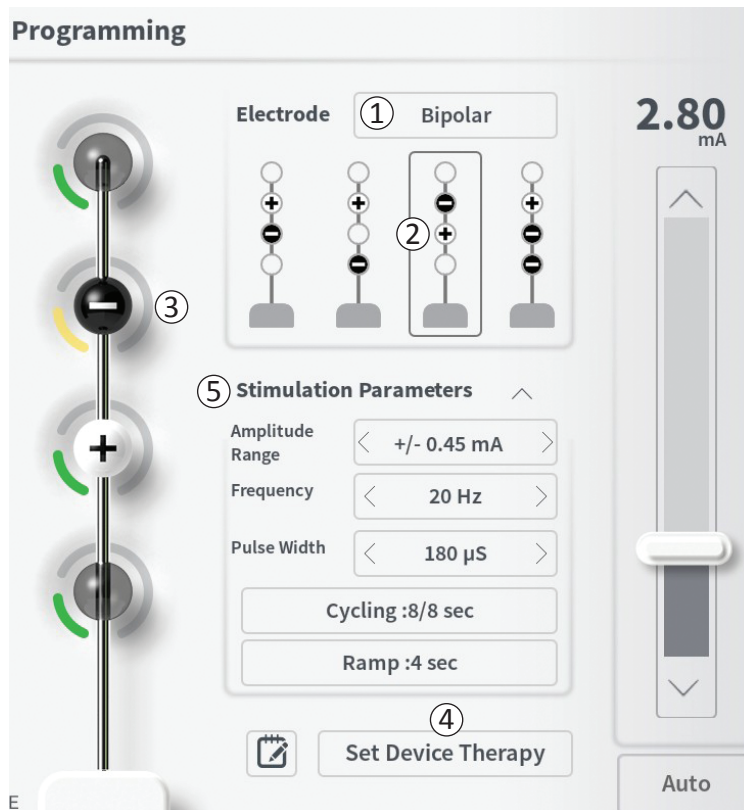 Programming
Electrode ① Bipolar
2.80
mA
②
③
⑤ Stimulation Parameters
Amplitude
Range
+/- 0.45 mA
Frequency
20 Hz
Pulse Width
180 µS
Cycling :8/8 sec
Ramp :4 sec
④
Set Device Therapy
Auto
E